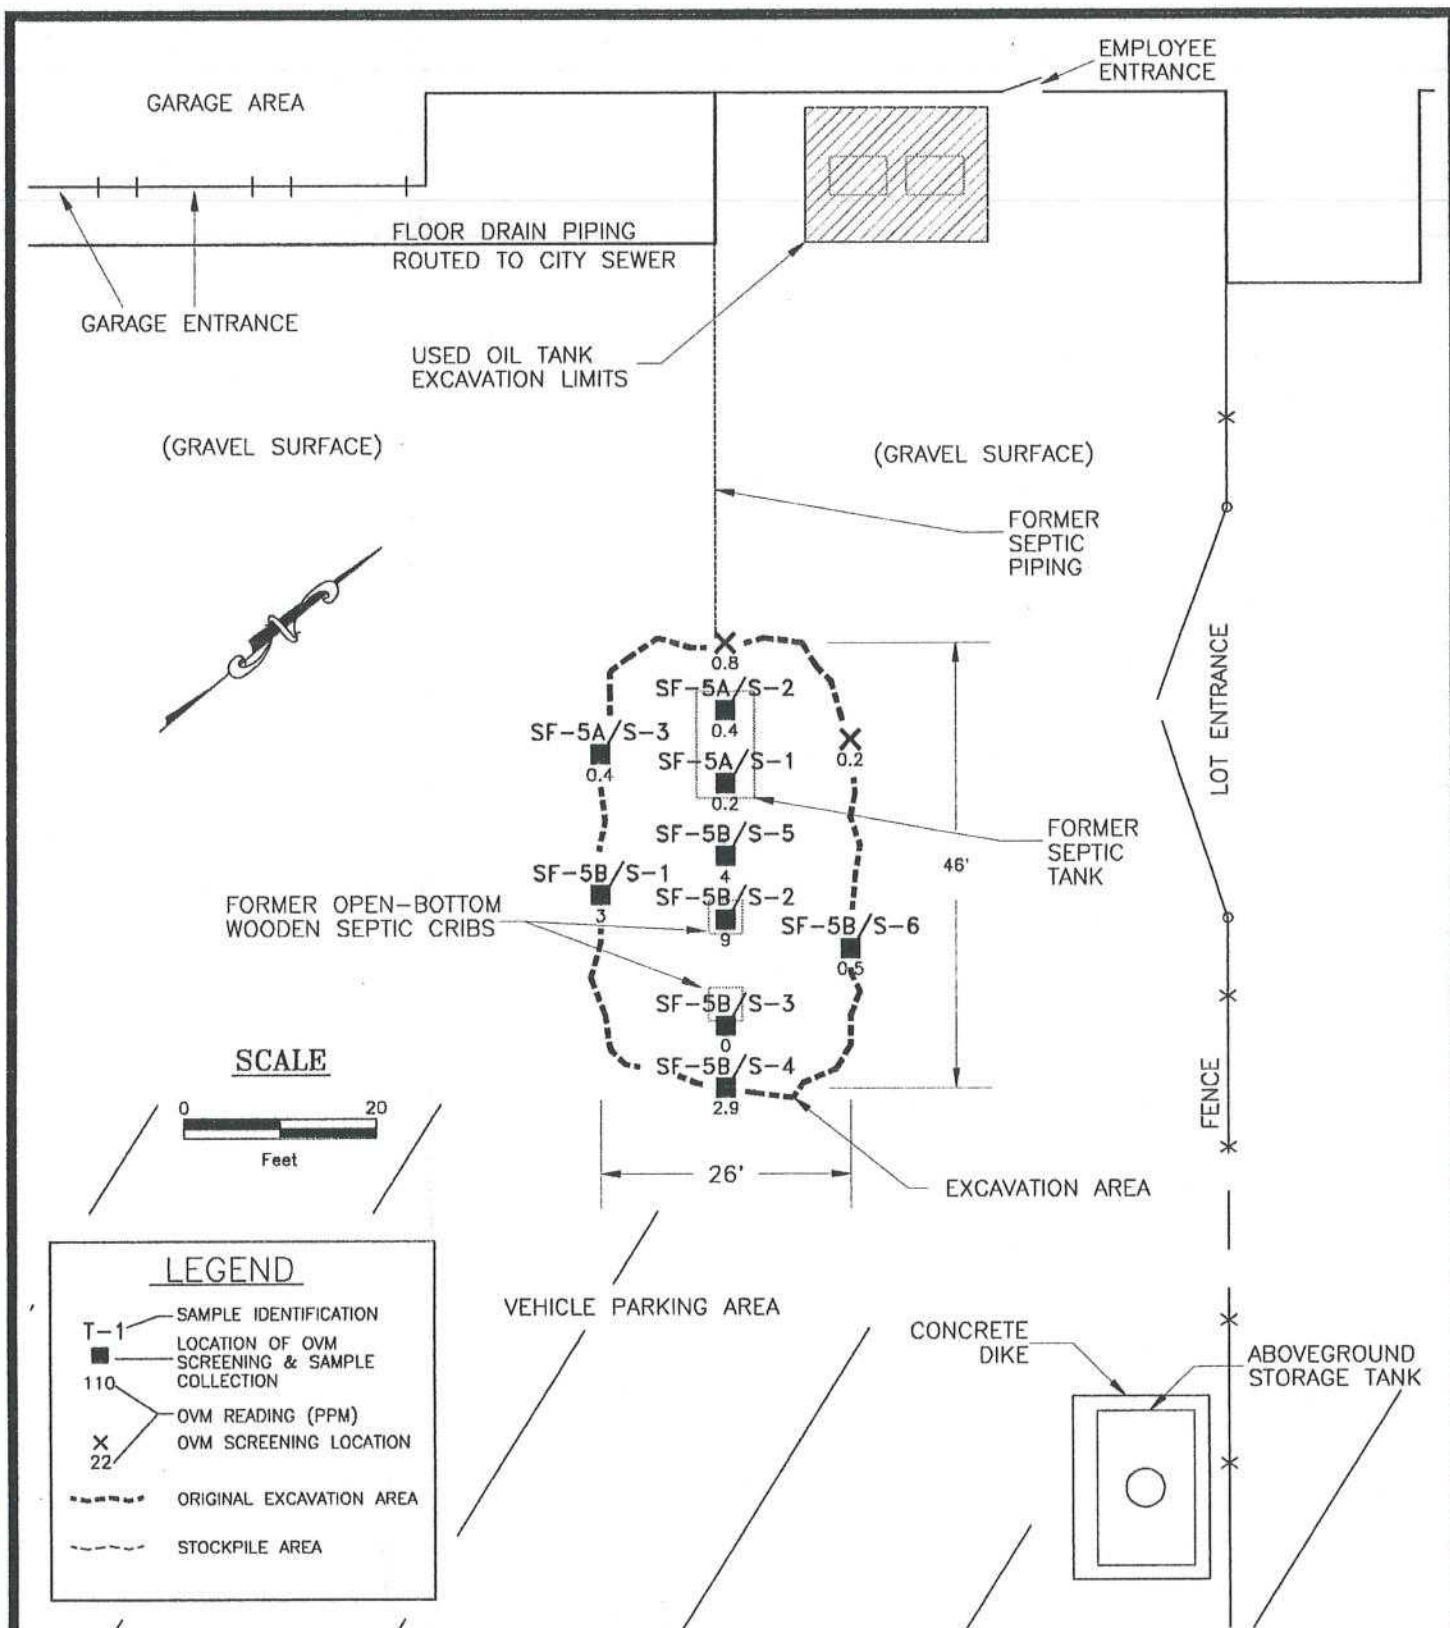 EMPLOYEE
ENTRANCE
GARAGE AREA
FLOOR DRAIN PIPING
ROUTED TO CITY SEWER
GARAGE ENTRANCE
USED OIL TANK
EXCAVATION LIMITS
(GRAVEL SURFACE)
(GRAVEL SURFACE)
FORMER
SEPTIC
PIPING
N
LOT ENTRANCE
0.8
SF-5A/S-2
0.4
SF-5A/S-3
0.4
0.2
SF-5A/S-1
0.2
FORMER
SEPTIC
TANK
46'
SF-5B/S-5
4
SF-5B/S-1
3
SF-5B/S-2
9
FORMER OPEN-BOTTOM
WOODEN SEPTIC CRIBS
SF-5B/S-6
0.5
SF-5B/S-3
0
SF-5B/S-4
2.9
FENCE
SCALE
0 20
Feet
26'
EXCAVATION AREA
LEGEND
T-1
SAMPLE IDENTIFICATION
LOCATION OF OVM
SCREENING & SAMPLE
COLLECTION
110
OVM READING (PPM)
OVM SCREENING LOCATION
22
ORIGINAL EXCAVATION AREA
STOCKPILE AREA
VEHICLE PARKING AREA
CONCRETE
DIKE
ABOVEGROUND
STORAGE TANK